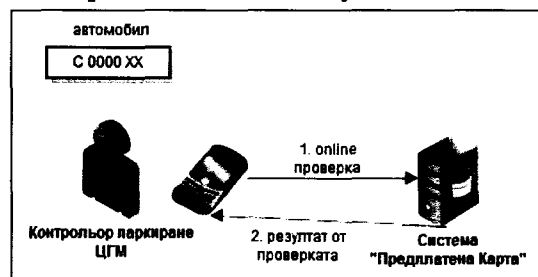 автомобил
С 0000 ХХ
1. online
проверка
Контрольор паркиране
ЦГМ
2. резултат от
проверката
Система
"Предплатена Карта"